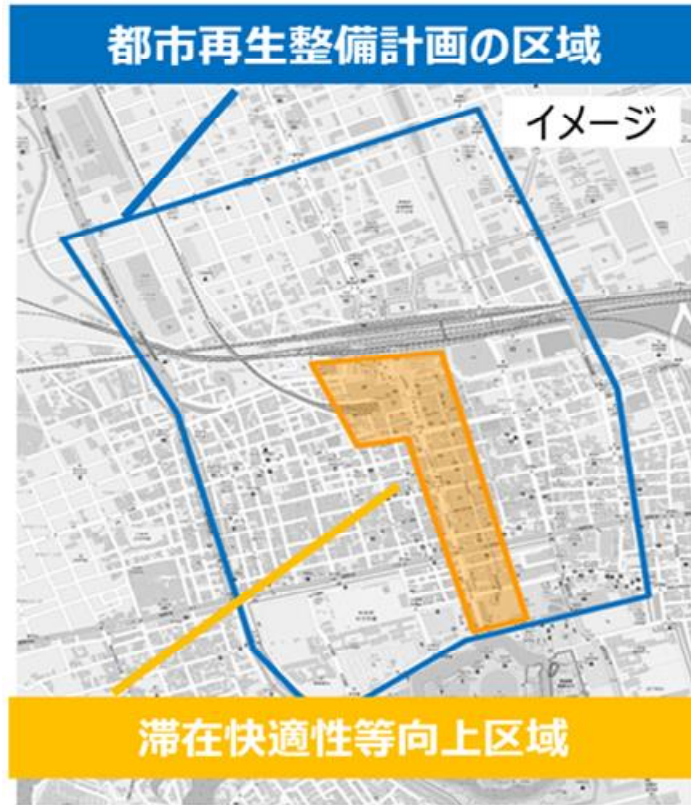 都市再生整備計画の区域
イメージ
滞在快適性等向上区域